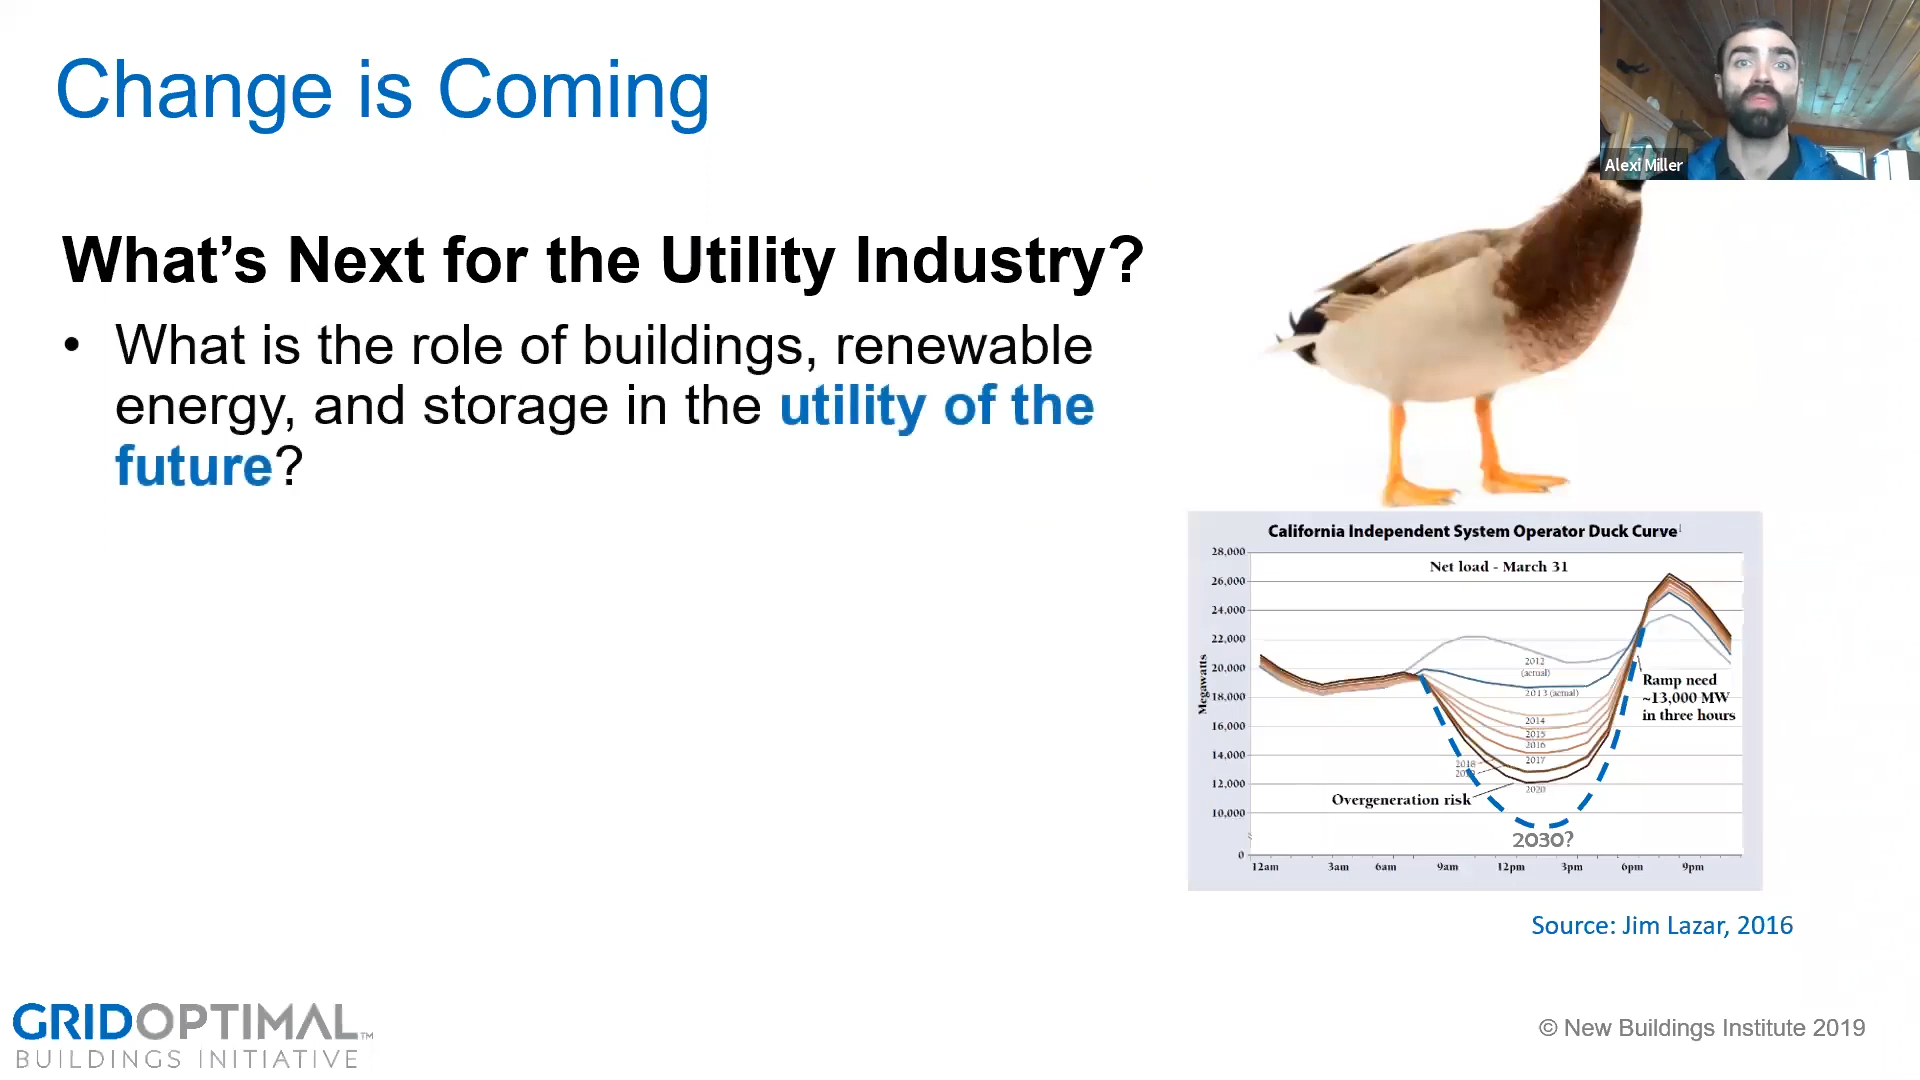 Change is Coming
Alexi Miller
What’s Next for the Utility Industry?
• What is the role of buildings, renewable
energy, and storage in the utility of the
future?
California Independent System Operator Duck Curve
Net load - March 31
28,000
26,000
24,000
22,000
20,000
18,000
16,000
14,000
12,000
10,000
0
Megawatts
2012
(actual)
2013 (actual)
2014
2015
2016
2017
2018
2020
Ramp need
~13,000 MW
in three hours
Overgeneration risk
2030?
12am 3am 6am 9am 12pm 3pm 6pm 9pm
Source: Jim Lazar, 2016
GRIDOPTIMAL™
BUILDINGS INITIATIVE
© New Buildings Institute 2019